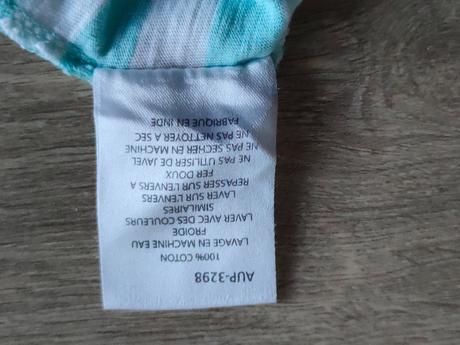 AUP-3298
100% COTON
LAVAGE EN MACHINE EAU
FROIDE
LAVER AVEC DES COULEURS
SIMILAIRES
LAVER SUR L'ENVERS
REPASSER SUR L'ENVERS A
FER DOUX
NE PAS UTILISER DE JAVEL
NE PAS SECHER EN MACHINE
NE PAS NETTOYER A SEC
FABRIQUE EN INDE